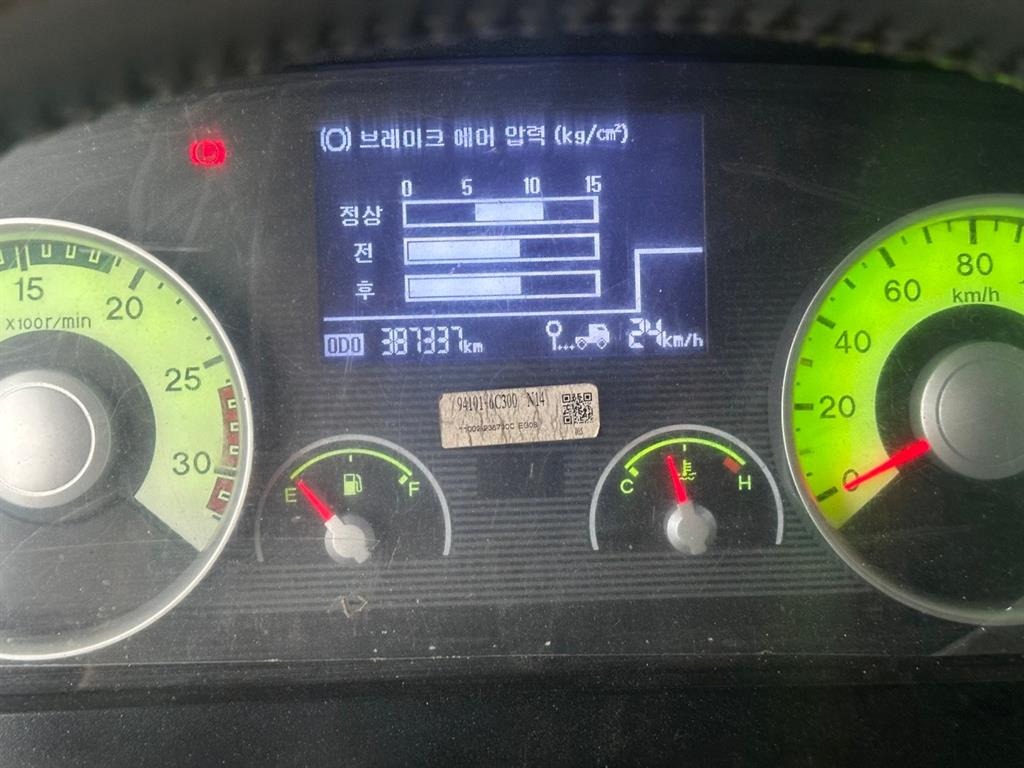 브레이크 에어 압력 (kg/cm²)
0 5 10 15
정상
전
후
ODO 387337km 24km/h
15 20 25 30
X100r/min
0 20 40 60 80
km/h
94101-6C300 N14
E F
C H